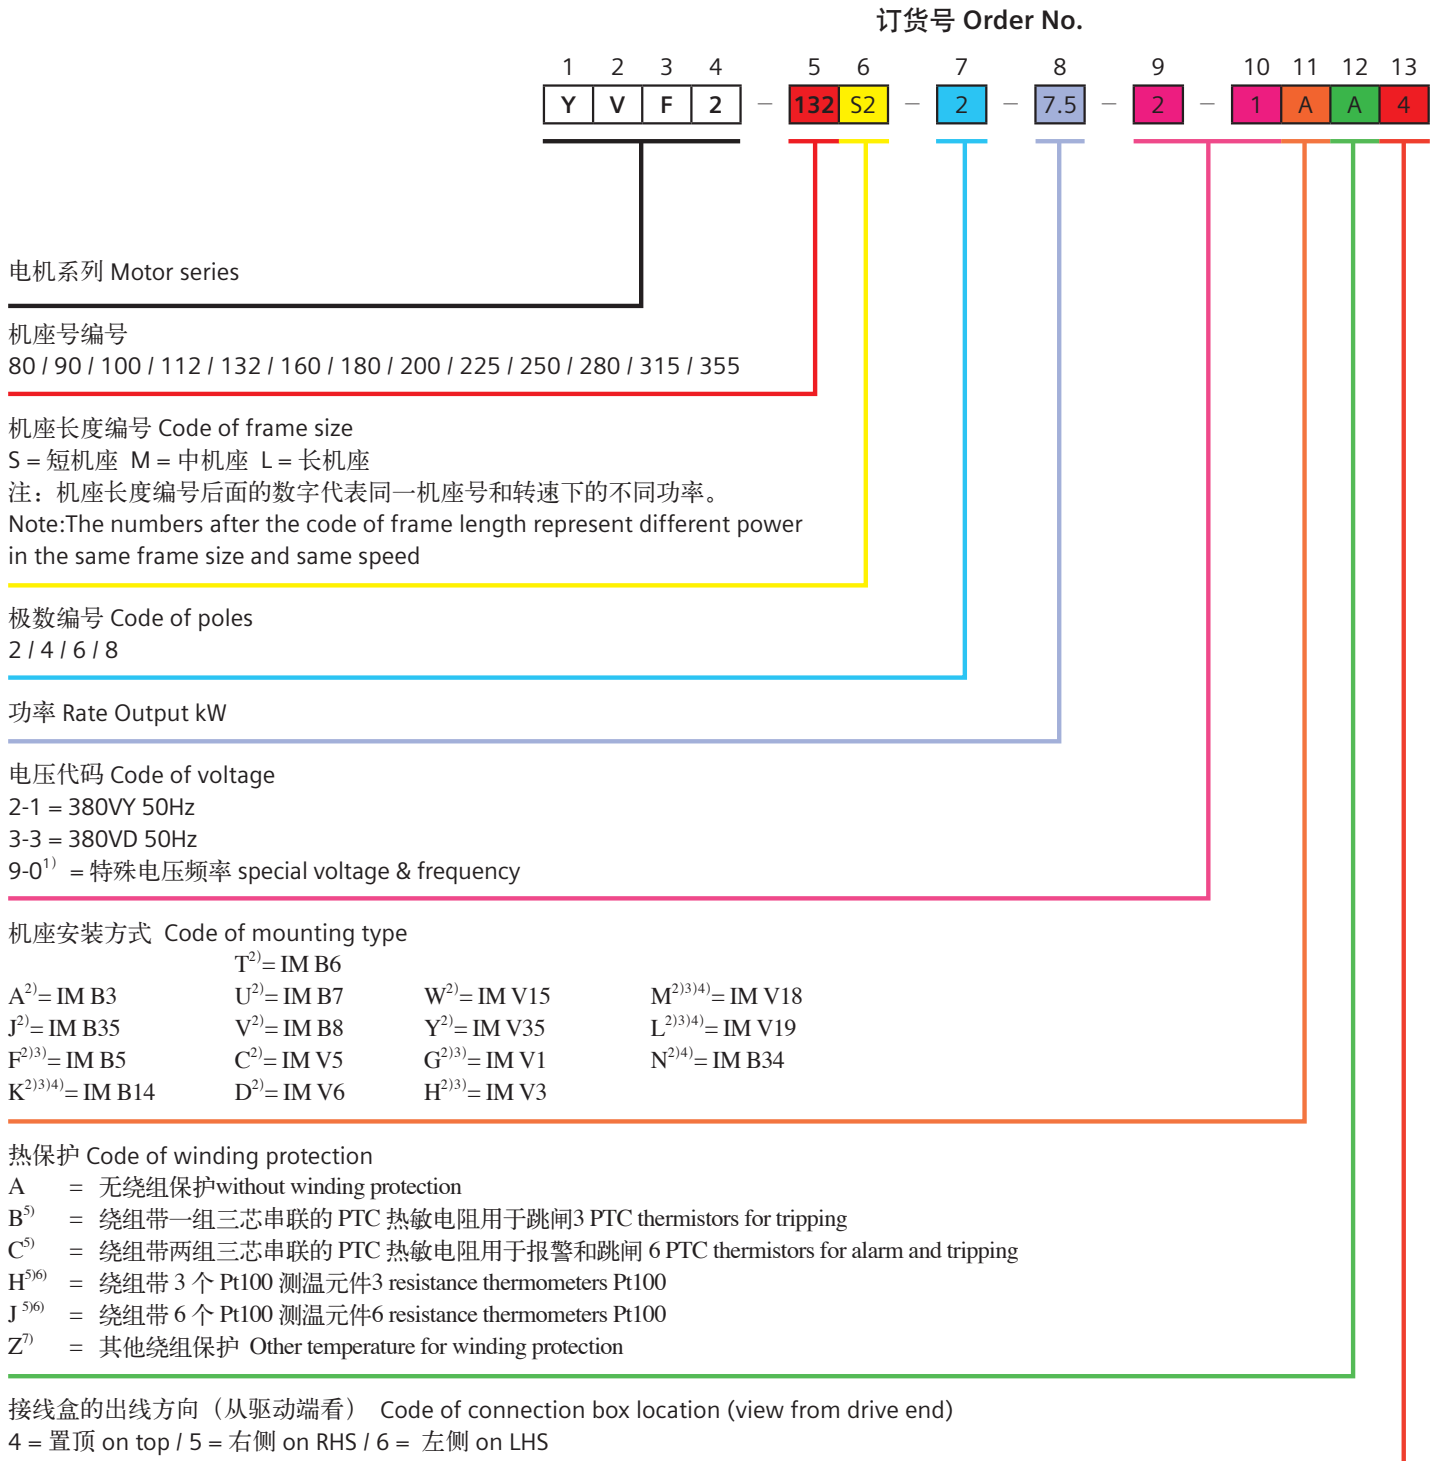 订货号 Order No.
1 2 3 4 5 6 7 8 9 10 11 12 13
Y V F 2 – 132 S2 – 2 – 7.5 – 2 – 1 A A 4
电机系列 Motor series
机座号编号
80 / 90 / 100 / 112 / 132 / 160 / 180 / 200 / 225 / 250 / 280 / 315 / 355
机座长度编号 Code of frame size
S = 短机座 M = 中机座 L = 长机座
注：机座长度编号后面的数字代表同一机座号和转速下的不同功率。
Note:The numbers after the code of frame length represent different power
in the same frame size and same speed
极数编号 Code of poles
2 / 4 / 6 / 8
功率 Rate Output kW
电压代码 Code of voltage
2-1 = 380VY 50Hz
3-3 = 380VD 50Hz
9-0¹⁾ = 特殊电压频率 special voltage & frequency
机座安装方式 Code of mounting type
T²⁾= IM B6
A²⁾= IM B3 U²⁾= IM B7 W²⁾= IM V15 M²⁾³⁾⁴⁾= IM V18
J²⁾= IM B35 V²⁾= IM B8 Y²⁾= IM V35 L²⁾³⁾⁴⁾= IM V19
F²⁾³⁾= IM B5 C²⁾= IM V5 G²⁾³⁾= IM V1 N²⁾⁴⁾= IM B34
K²⁾³⁾⁴⁾= IM B14 D²⁾= IM V6 H²⁾³⁾= IM V3
热保护 Code of winding protection
A = 无绕组保护without winding protection
B⁵⁾ = 绕组带一组三芯串联的 PTC 热敏电阻用于跳闸3 PTC thermistors for tripping
C⁵⁾ = 绕组带两组三芯串联的 PTC 热敏电阻用于报警和跳闸 6 PTC thermistors for alarm and tripping
H⁵⁾⁶⁾ = 绕组带 3 个 Pt100 测温元件3 resistance thermometers Pt100
J ⁵⁾⁶⁾ = 绕组带 6 个 Pt100 测温元件6 resistance thermometers Pt100
Z⁷⁾ = 其他绕组保护 Other temperature for winding protection
接线盒的出线方向（从驱动端看） Code of connection box location (view from drive end)
4 = 置顶 on top / 5 = 右侧 on RHS / 6 = 左侧 on LHS